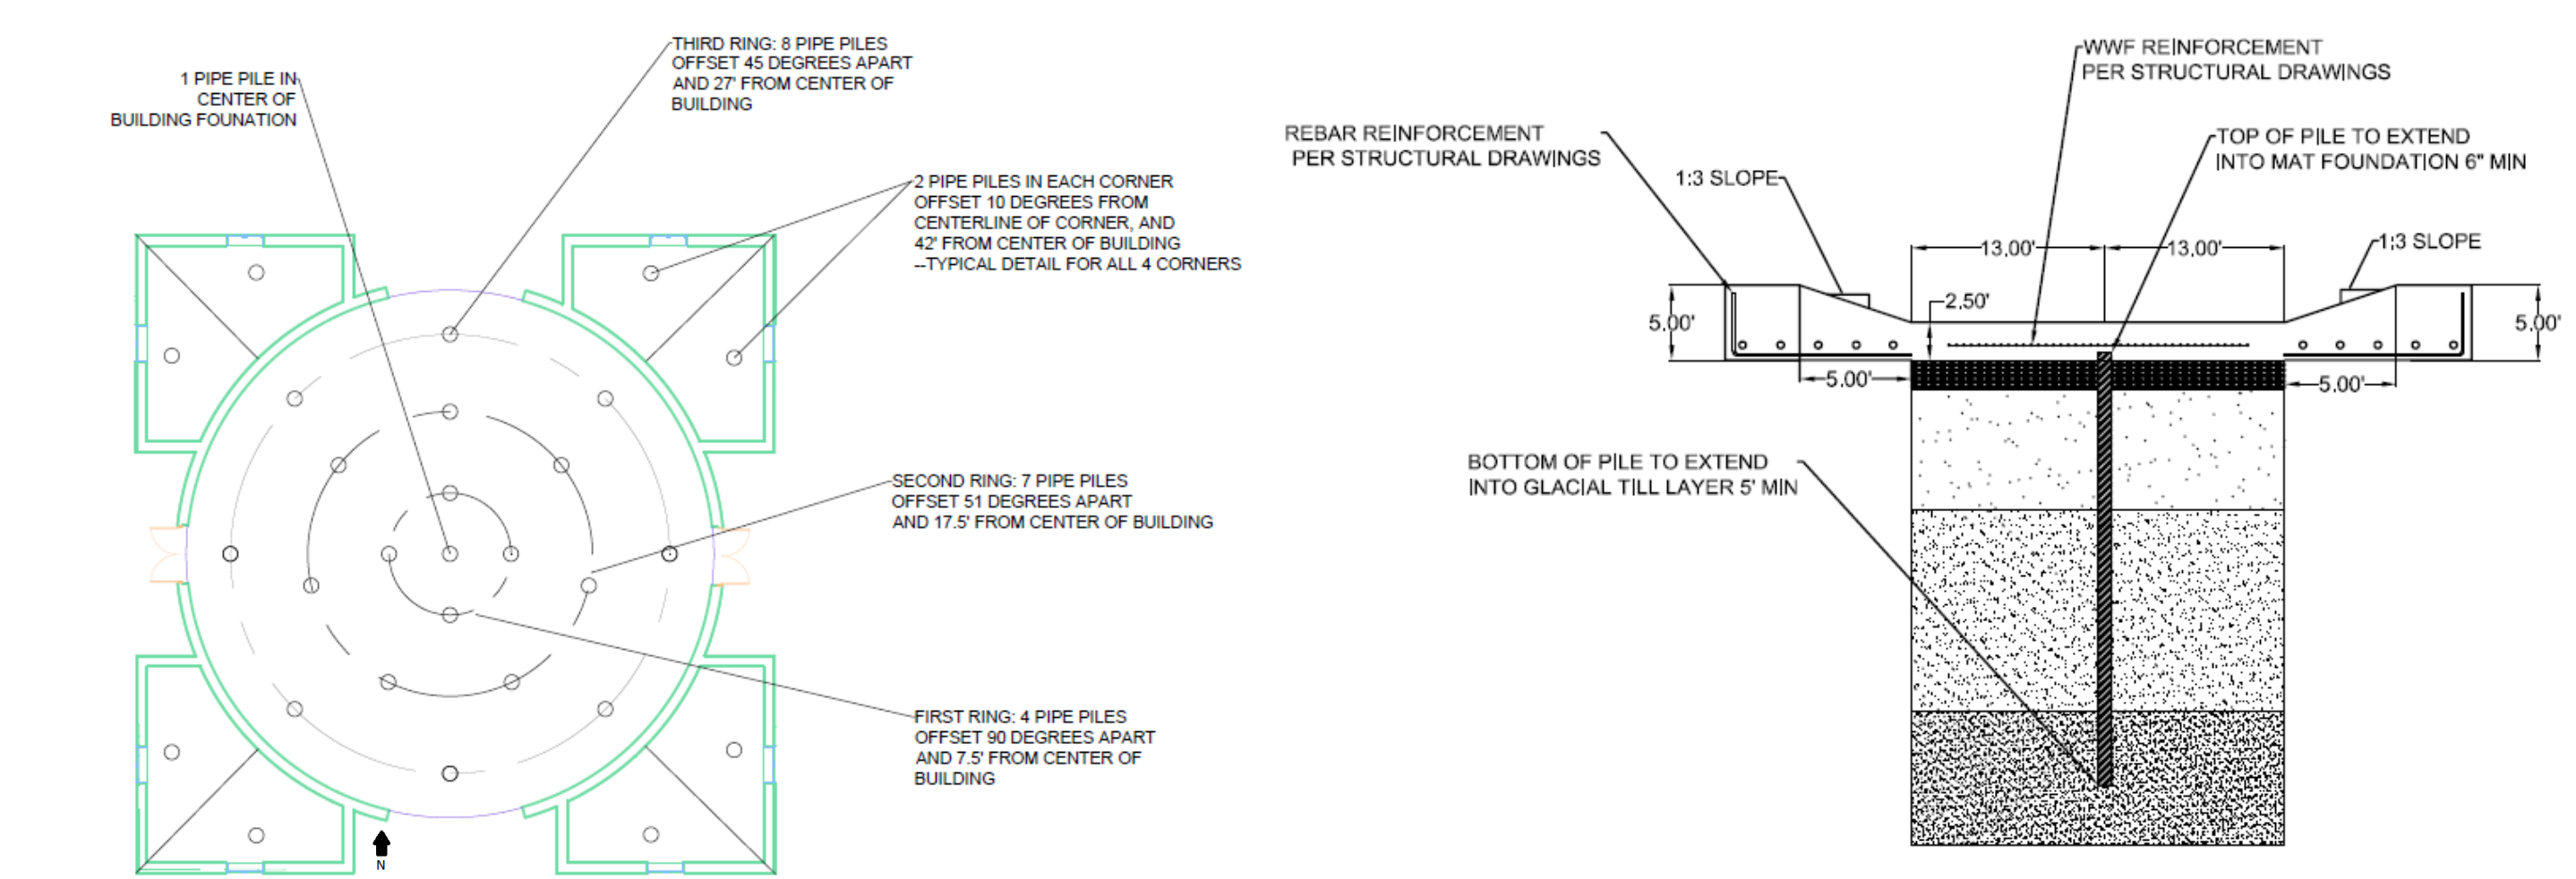 THIRD RING: 8 PIPE PILES
OFFSET 45 DEGREES APART
AND 27' FROM CENTER OF
BUILDING
1 PIPE PILE IN
CENTER OF
BUILDING FOUNATION
2 PIPE PILES IN EACH CORNER
OFFSET 10 DEGREES FROM
CENTERLINE OF CORNER, AND
42' FROM CENTER OF BUILDING
--TYPICAL DETAIL FOR ALL 4 CORNERS
SECOND RING: 7 PIPE PILES
OFFSET 51 DEGREES APART
AND 17.5' FROM CENTER OF BUILDING
FIRST RING: 4 PIPE PILES
OFFSET 90 DEGREES APART
AND 7.5' FROM CENTER OF
BUILDING
N
WWF REINFORCEMENT
PER STRUCTURAL DRAWINGS
REBAR REINFORCEMENT
PER STRUCTURAL DRAWINGS
TOP OF PILE TO EXTEND
INTO MAT FOUNDATION 6" MIN
1:3 SLOPE
1:3 SLOPE
13.00'
13.00'
2.50'
5.00'
5.00'
5.00'
5.00'
BOTTOM OF PILE TO EXTEND
INTO GLACIAL TILL LAYER 5' MIN